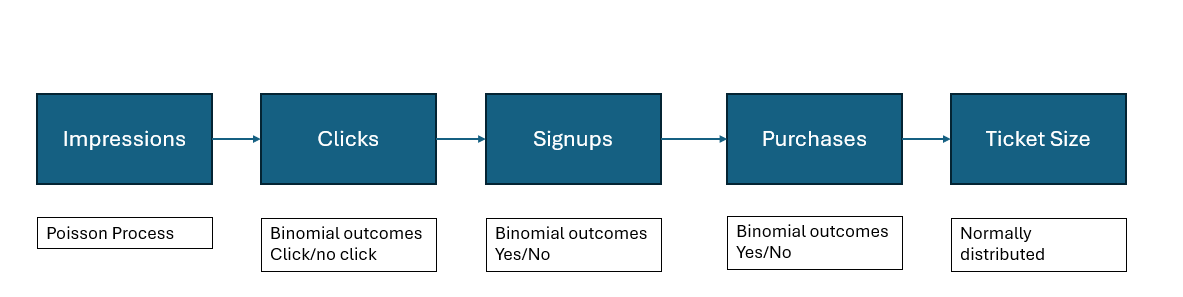 Impressions
Clicks
Signups
Purchases
Ticket Size
Poisson Process
Binomial outcomes
Click/no click
Binomial outcomes
Yes/No
Binomial outcomes
Yes/No
Normally
distributed